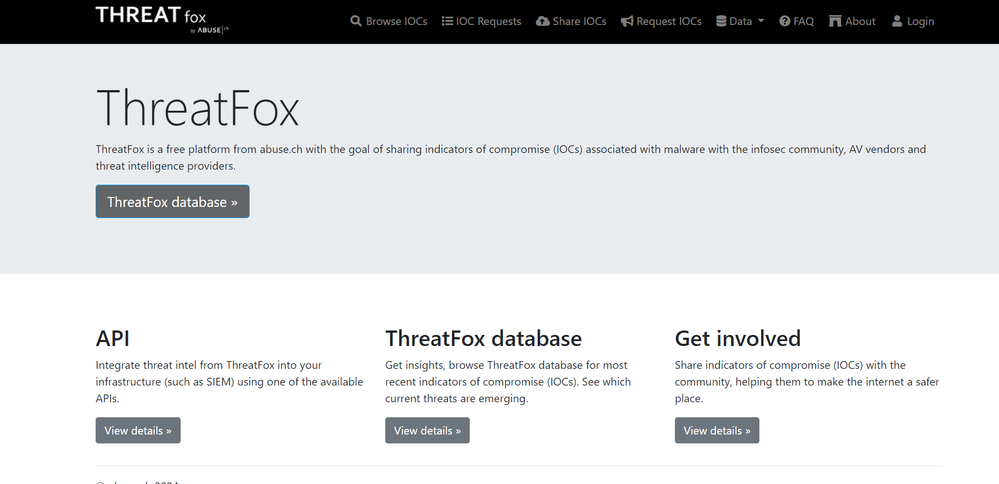 THREAT fox
by ABUSE|ch
Browse IOCs
IOC Requests
Share IOCs
Request IOCs
Data
FAQ
About
Login
ThreatFox
ThreatFox is a free platform from abuse.ch with the goal of sharing indicators of compromise (IOCs) associated with malware with the infosec community, AV vendors and
threat intelligence providers.
ThreatFox database »
API
Integrate threat intel from ThreatFox into your
infrastructure (such as SIEM) using one of the available
APIs.
View details »
ThreatFox database
Get insights, browse ThreatFox database for most
recent indicators of compromise (IOCs). See which
current threats are emerging.
View details »
Get involved
Share indicators of compromise (IOCs) with the
community, helping them to make the internet a safer
place.
View details »